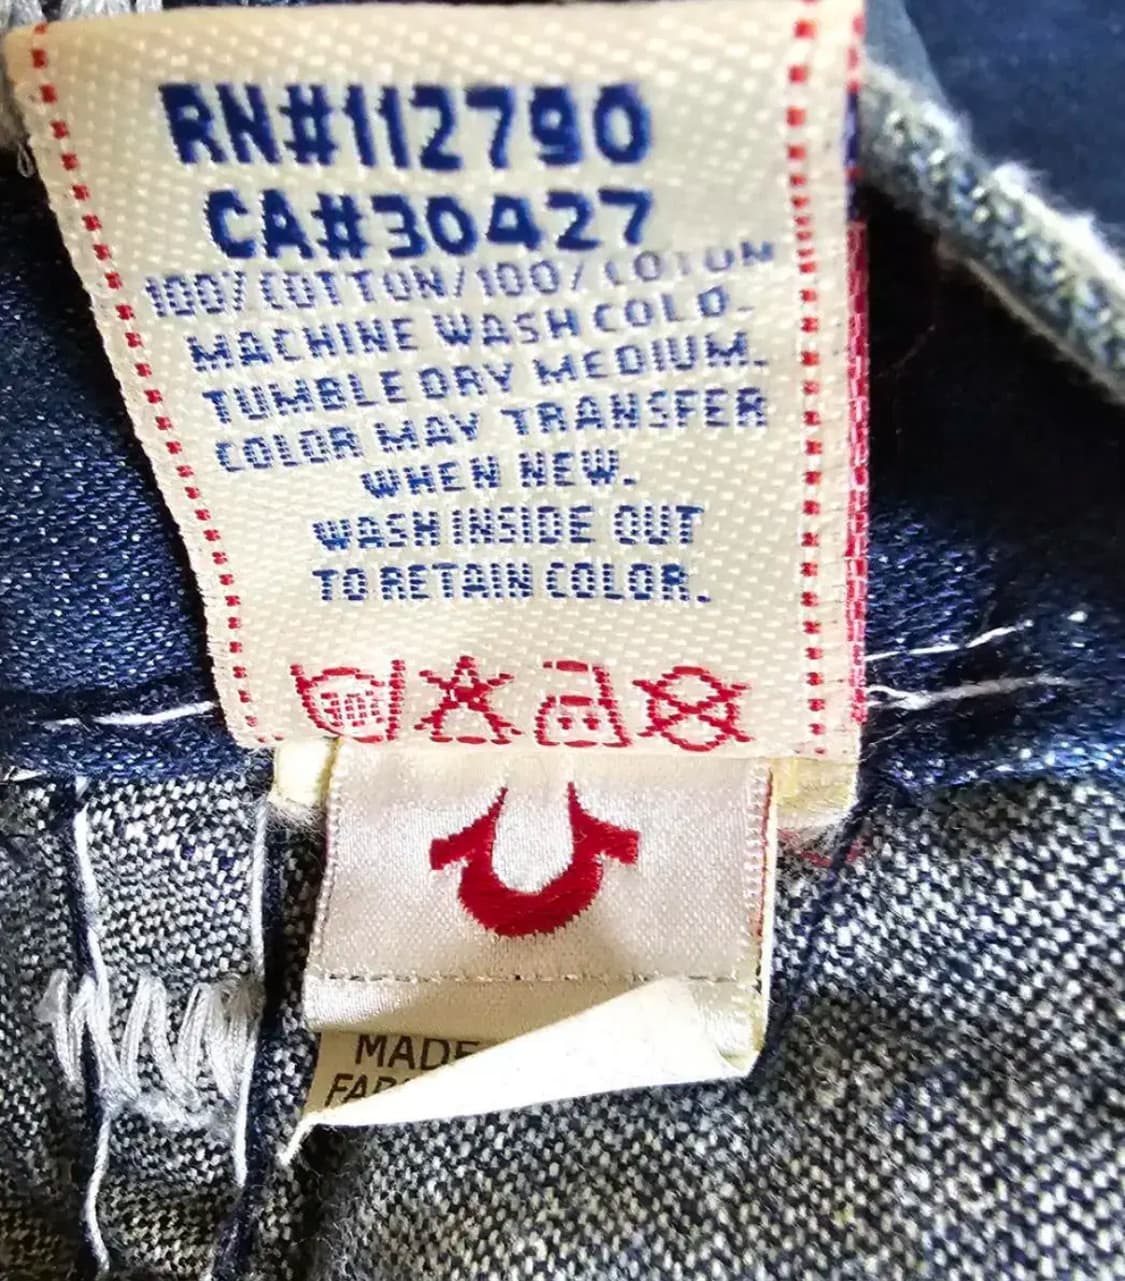 RN#112790
CA#30427
100% COTTON/100% COTON
MACHINE WASH COLD.
TUMBLE DRY MEDIUM.
COLOR MAY TRANSFER
WHEN NEW.
WASH INSIDE OUT
TO RETAIN COLOR.
MADE